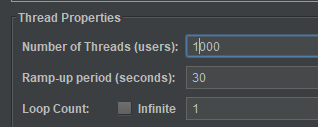 Thread Properties
Number of Threads (users): 1000
Ramp-up period (seconds): 30
Loop Count: Infinite 1